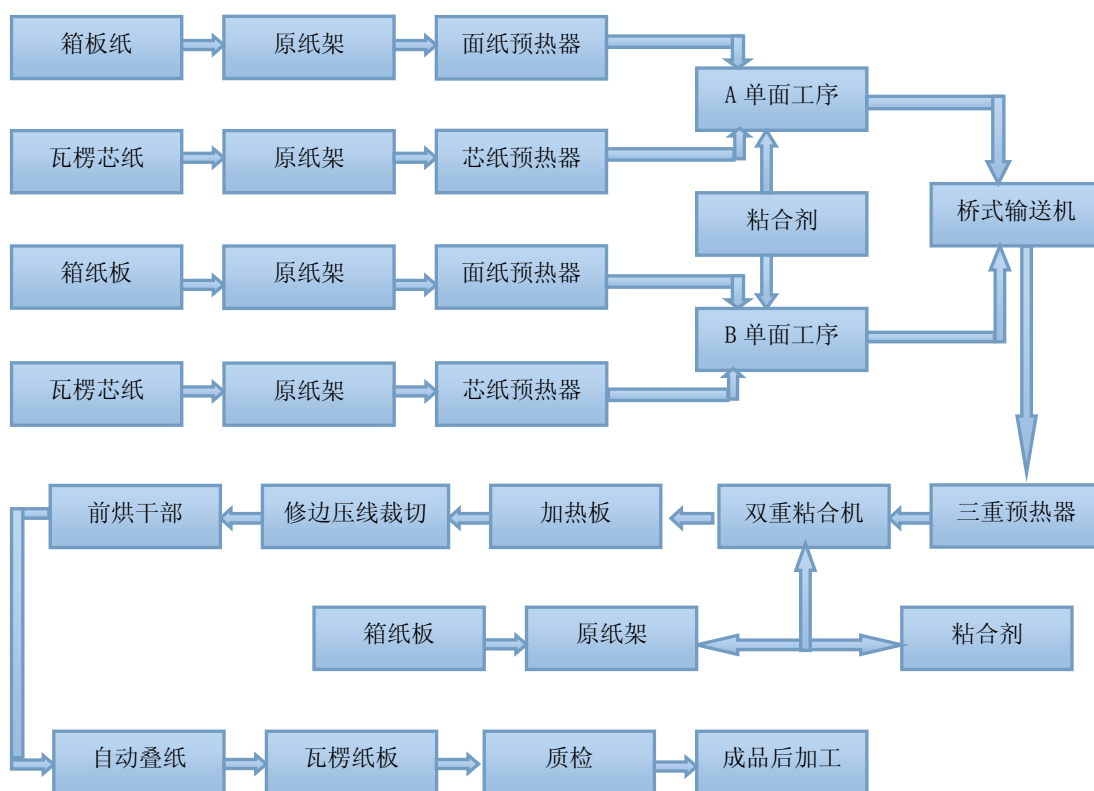 箱板纸
原纸架
面纸预热器
A 单面工序
瓦楞芯纸
原纸架
芯纸预热器
粘合剂
桥式输送机
箱纸板
原纸架
面纸预热器
B 单面工序
瓦楞芯纸
原纸架
芯纸预热器
前烘干部
修边压线裁切
加热板
双重粘合机
三重预热器
箱纸板
原纸架
粘合剂
自动叠纸
瓦楞纸板
质检
成品后加工